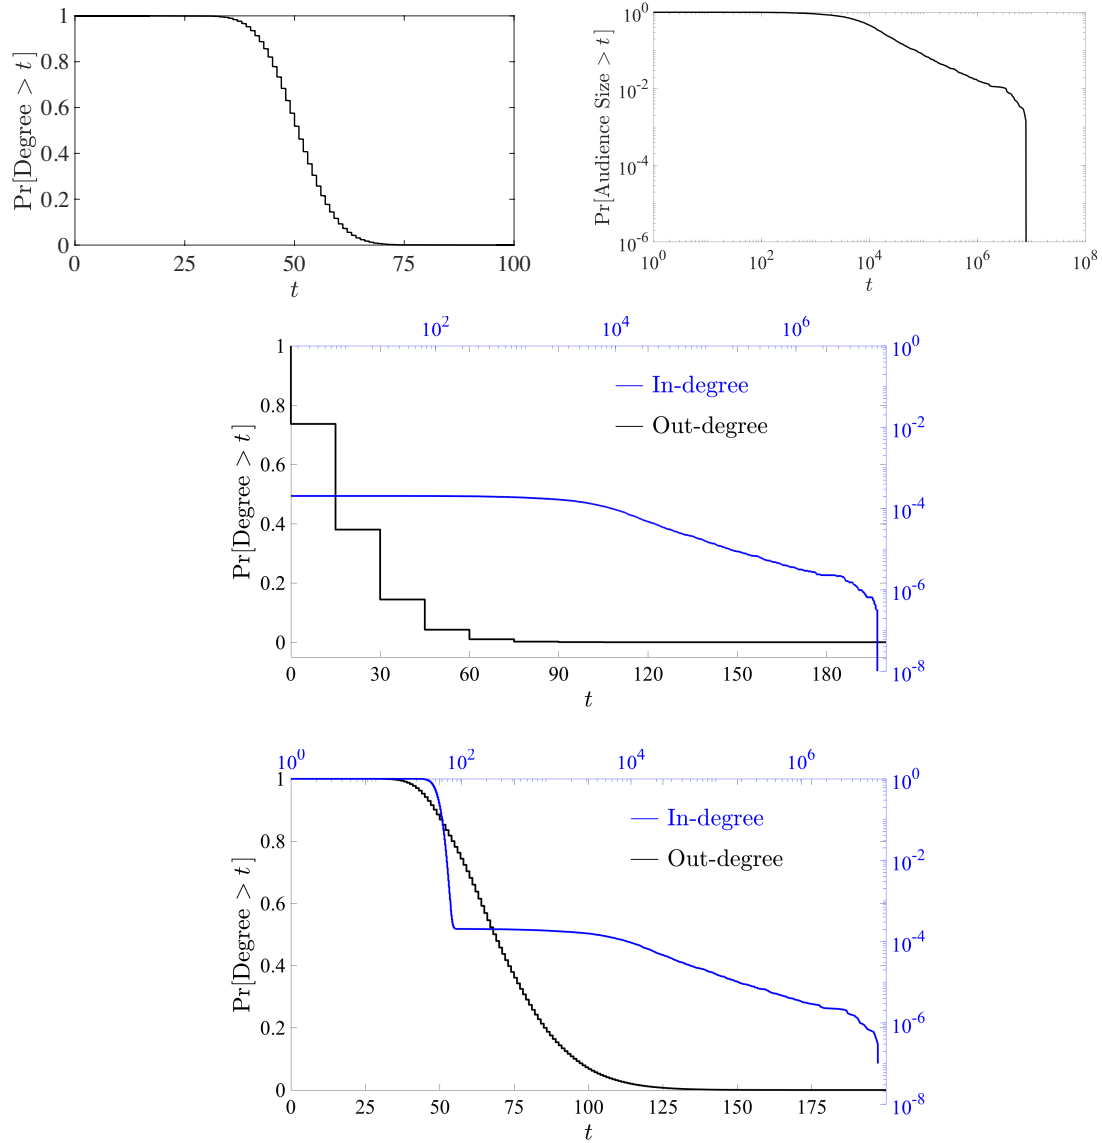 Pr[Degree > t]
1
0.8
0.6
0.4
0.2
0
0 25 50 75 100
t
Pr[Audience Size > t]
10^0
10^-2
10^-4
10^-6
10^0 10^2 10^4 10^6 10^8
t
10^2 10^4 10^6
Pr[Degree > t]
1
0.8
0.6
0.4
0.2
0
In-degree
Out-degree
10^0
10^-2
10^-4
10^-6
10^-8
0 30 60 90 120 150 180
t
10^0 10^2 10^4 10^6
Pr[Degree > t]
1
0.8
0.6
0.4
0.2
0
In-degree
Out-degree
10^0
10^-2
10^-4
10^-6
10^-8
0 25 50 75 100 125 150 175
t